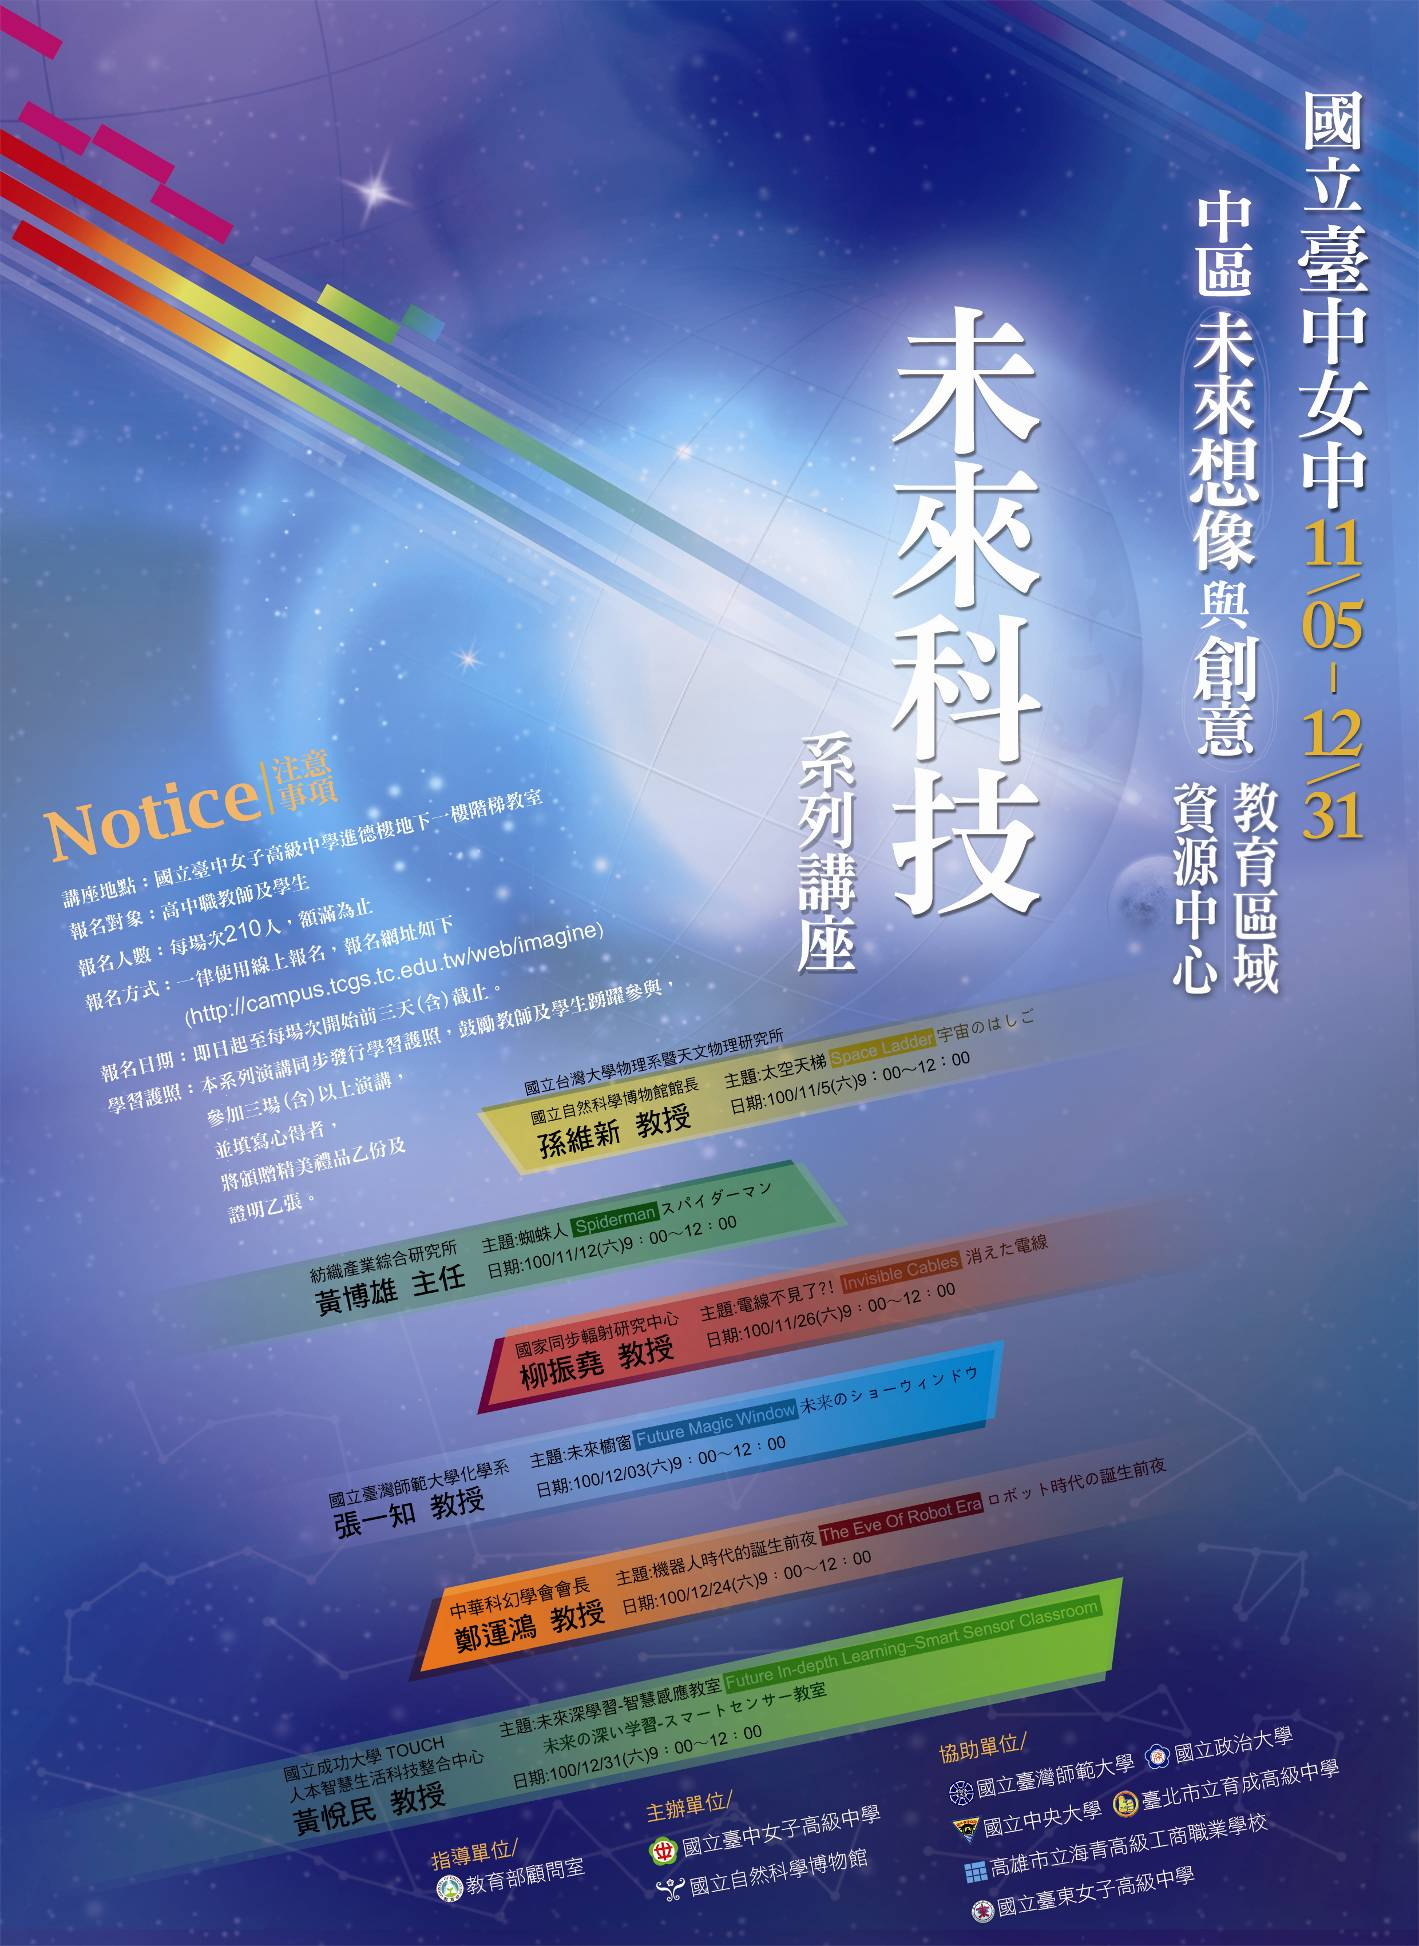 國立臺中女中 11/05-12/31
中區 未來想像與創意 教育區域
資源中心
未來科技
系列講座
Notice 注意
事項
講座地點：國立臺中女子高級中學進德樓地下一樓階梯教室
報名對象：高中職教師及學生
報名人數：每場次210人，額滿為止
報名方式：一律使用線上報名，報名網址如下
(http://campus.tcgs.tc.edu.tw/web/imagine)
報名日期：即日起至每場次開始前三天(含)截止。
學習護照：本系列演講同步發行學習護照，鼓勵教師及學生踴躍參與，
參加三場(含)以上演講，
並填寫心得者，
將頒贈精美禮品乙份及
證明乙張。
國立台灣大學物理系暨天文物理研究所
國立自然科學博物館館長
孫維新 教授
主題:太空天梯 Space Ladder 宇宙のはしご
日期:100/11/5(六)9：00～12：00
紡織產業綜合研究所
黃博雄 主任
主題:蜘蛛人 Spiderman スパイダーマン
日期:100/11/12(六)9：00～12：00
國家同步輻射研究中心
柳振堯 教授
主題:電線不見了?! Invisible Cables 消えた電線
日期:100/11/26(六)9：00～12：00
國立臺灣師範大學化學系
張一知 教授
主題:未來櫥窗 Future Magic Window 未来のショーウィンドウ
日期:100/12/03(六)9：00～12：00
中華科幻學會會長
鄭運鴻 教授
主題:機器人時代的誕生前夜 The Eve Of Robot Era ロボット時代の誕生前夜
日期:100/12/24(六)9：00～12：00
國立成功大學 TOUCH
人本智慧生活科技整合中心
黃悅民 教授
主題:未來深學習-智慧感應教室 Future In-depth Learning–Smart Sensor Classroom
未来の深い学習-スマートセンサー教室
日期:100/12/31(六)9：00～12：00
指導單位/
教育部顧問室
主辦單位/
國立臺中女子高級中學
國立自然科學博物館
協助單位/
國立臺灣師範大學 國立政治大學
國立中央大學 臺北市立育成高級中學
高雄市立海青高級工商職業學校
國立臺東女子高級中學